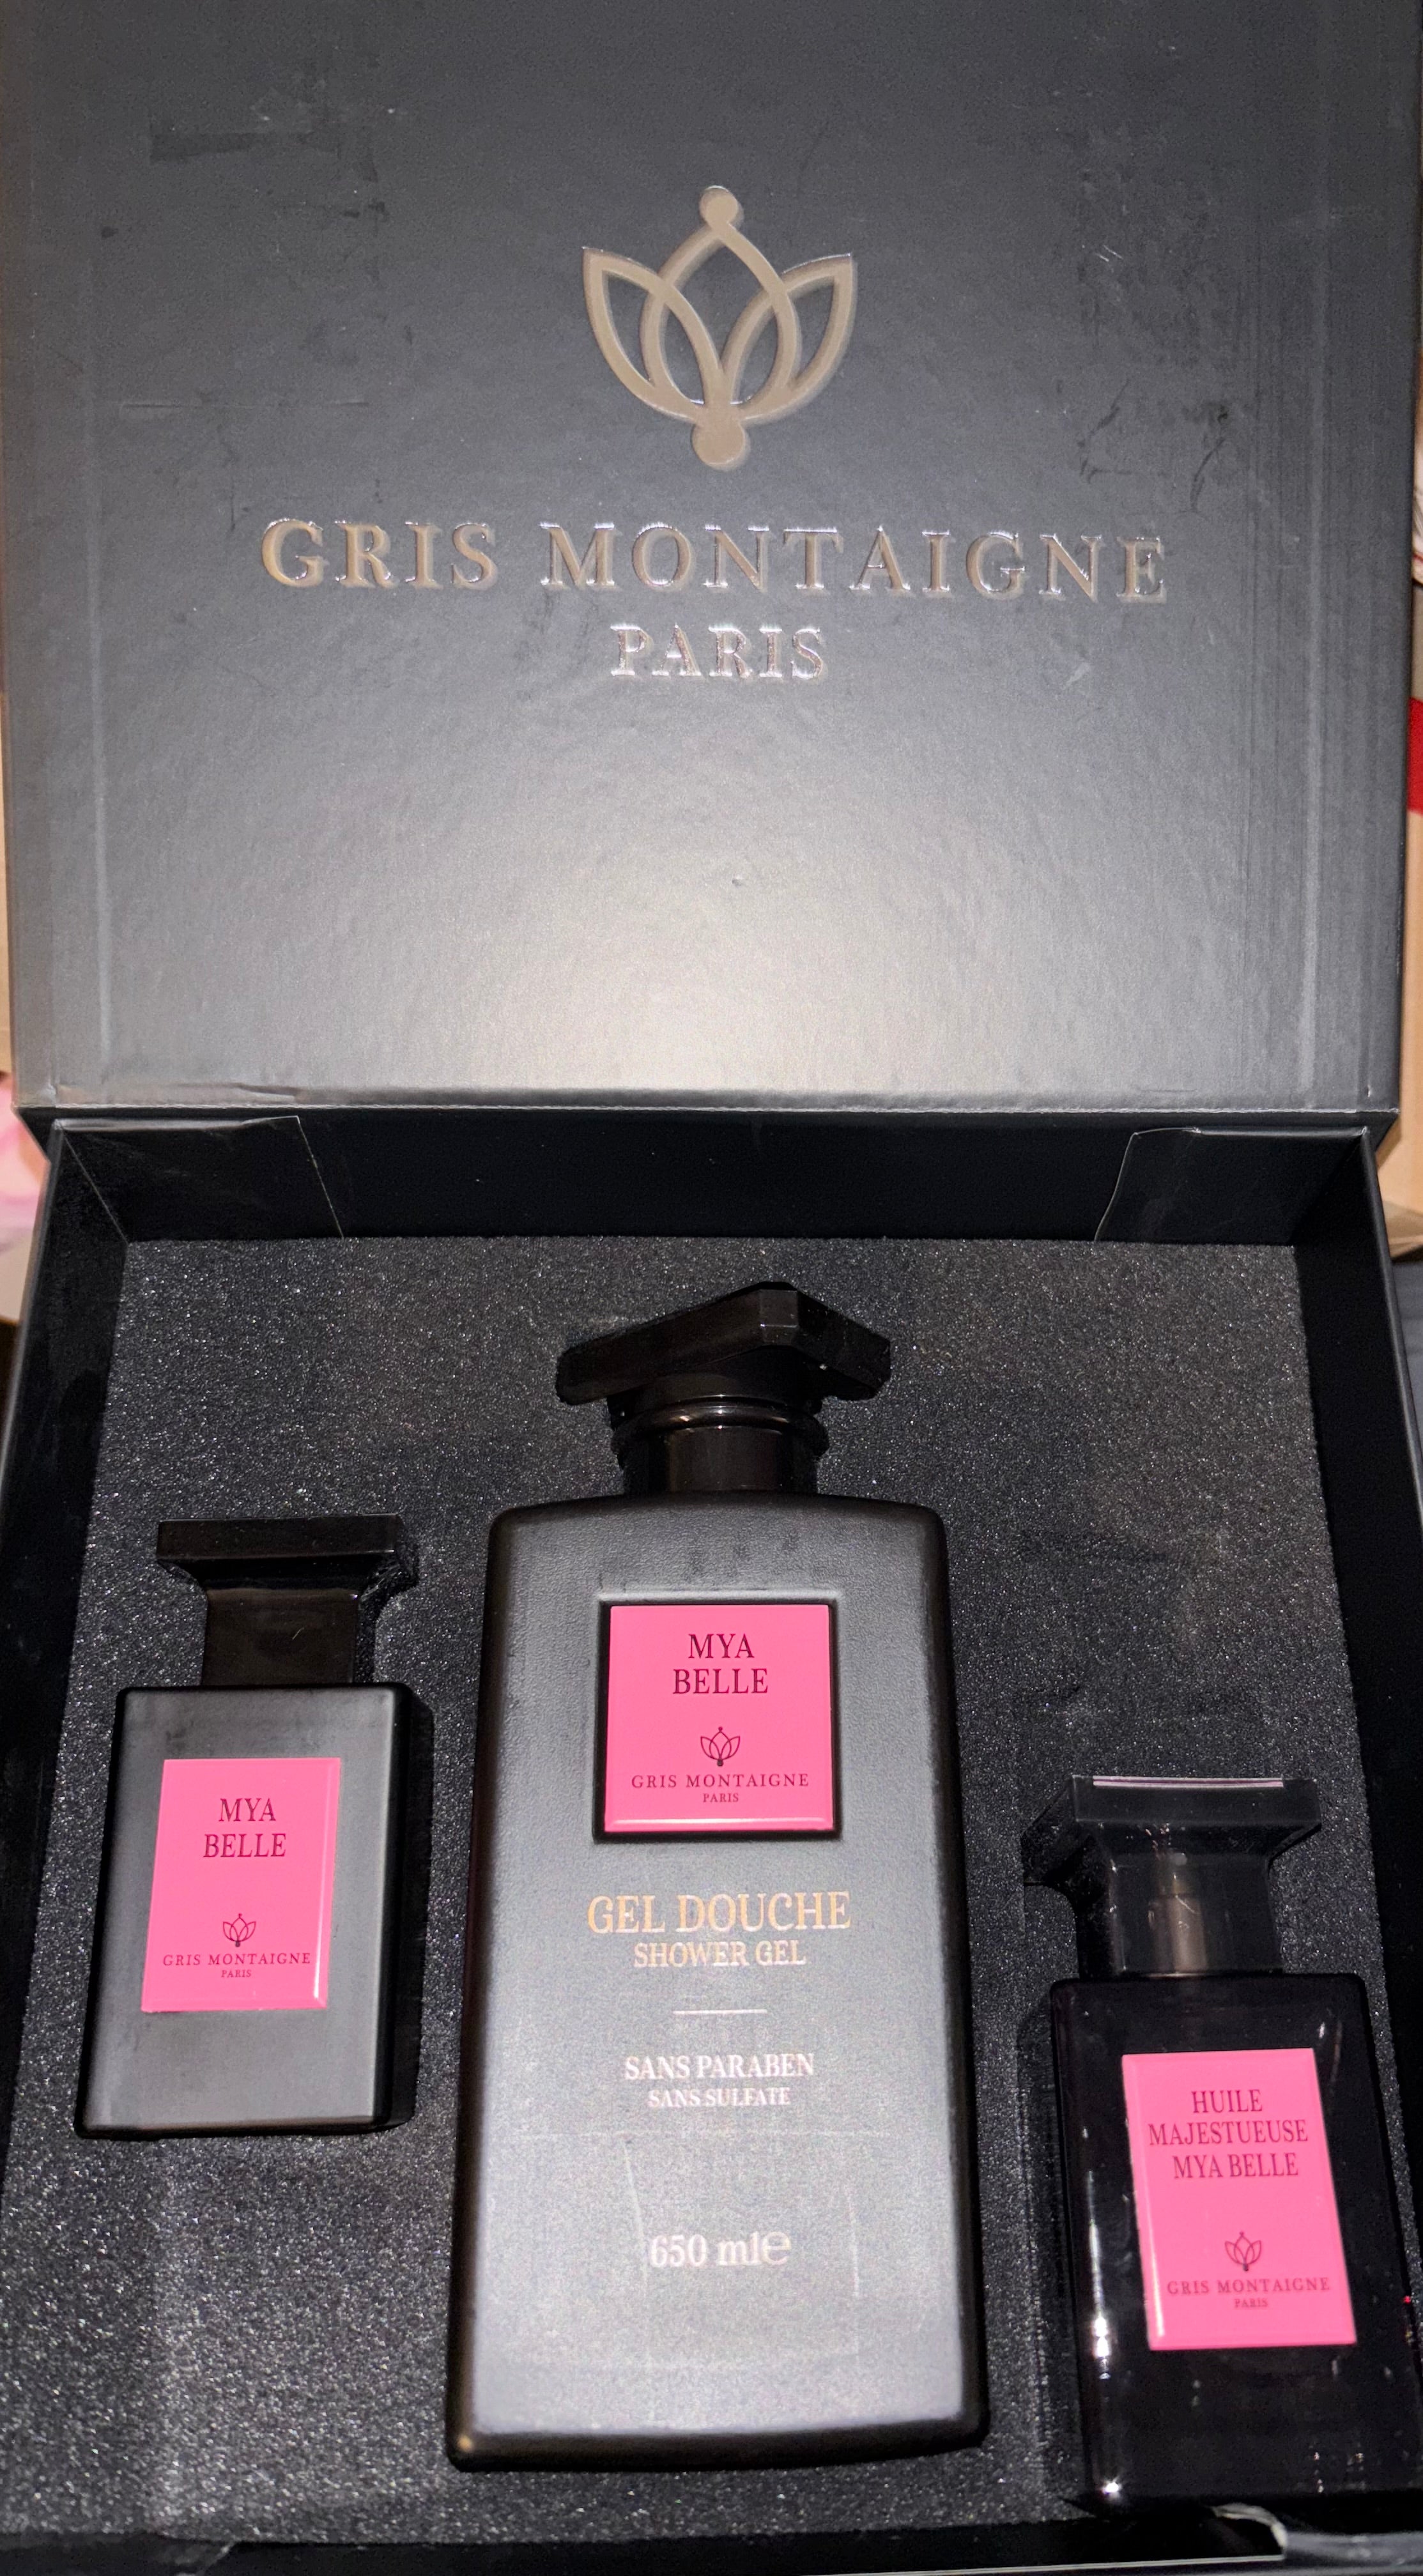 GRIS MONTAIGNE
PARIS
MYA
BELLE
GRIS MONTAIGNE
PARIS
MYA
BELLE
GRIS MONTAIGNE
PARIS
GEL DOUCHE
SHOWER GEL
SANS PARABEN
SANS SULFATE
650 ml℮
HUILE
MAJESTUEUSE
MYA BELLE
GRIS MONTAIGNE
PARIS